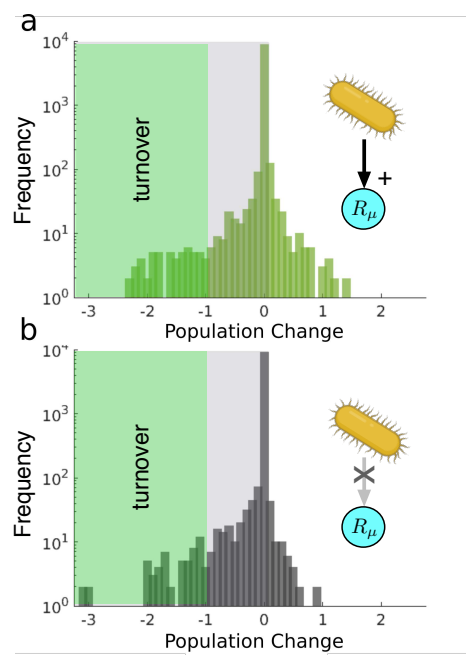 a
10^4
10^3
10^2
10^1
10^0
Frequency
turnover
+
R_μ
-3 -2 -1 0 1 2
Population Change
b
10^4
10^3
10^2
10^1
10^0
Frequency
turnover
R_μ
-3 -2 -1 0 1 2
Population Change